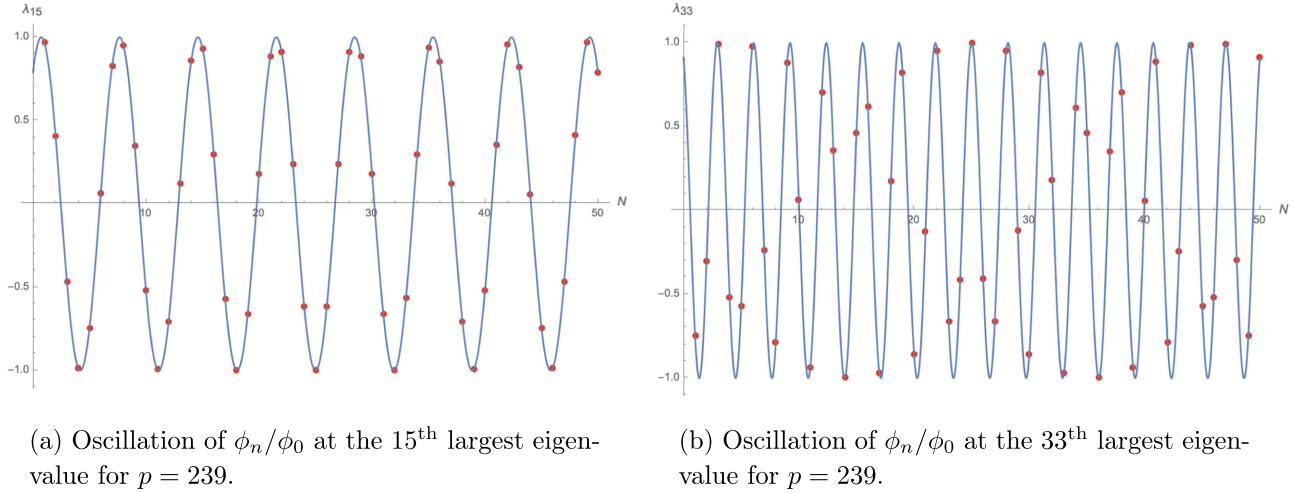 λ₁₅
1.0
0.5
10
20
30
40
50
N
-0.5
-1.0
λ₃₃
1.0
0.5
10
20
30
40
50
N
-0.5
-1.0
(a) Oscillation of ϕₙ/ϕ₀ at the 15ᵗʰ largest eigen-
value for p = 239.
(b) Oscillation of ϕₙ/ϕ₀ at the 33ᵗʰ largest eigen-
value for p = 239.